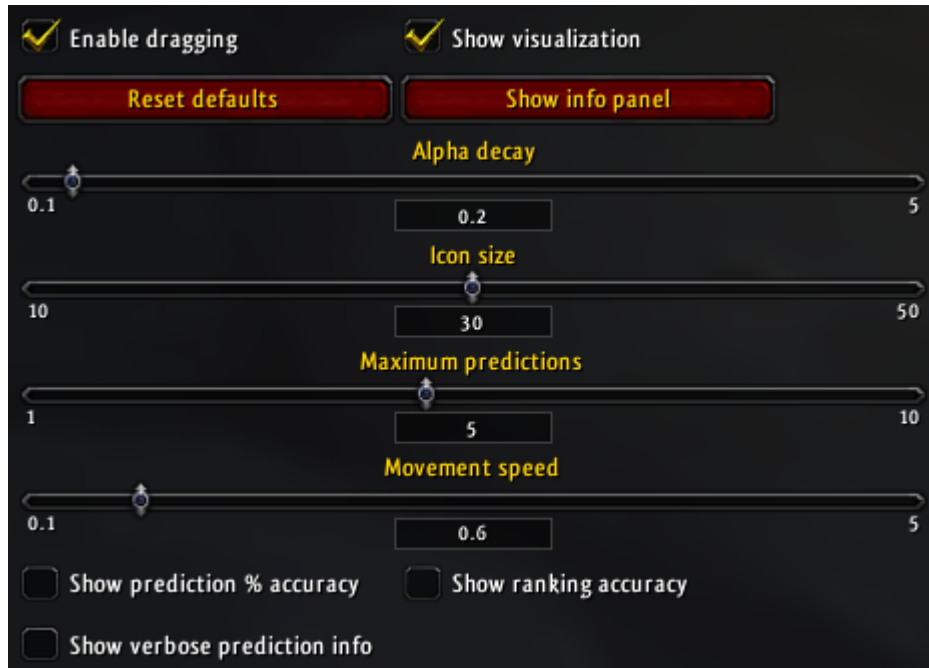 Enable dragging Show visualization
Reset defaults Show info panel
Alpha decay
0.1 5
0.2
Icon size
10 50
30
Maximum predictions
1 10
5
Movement speed
0.1 5
0.6
Show prediction % accuracy Show ranking accuracy
Show verbose prediction info